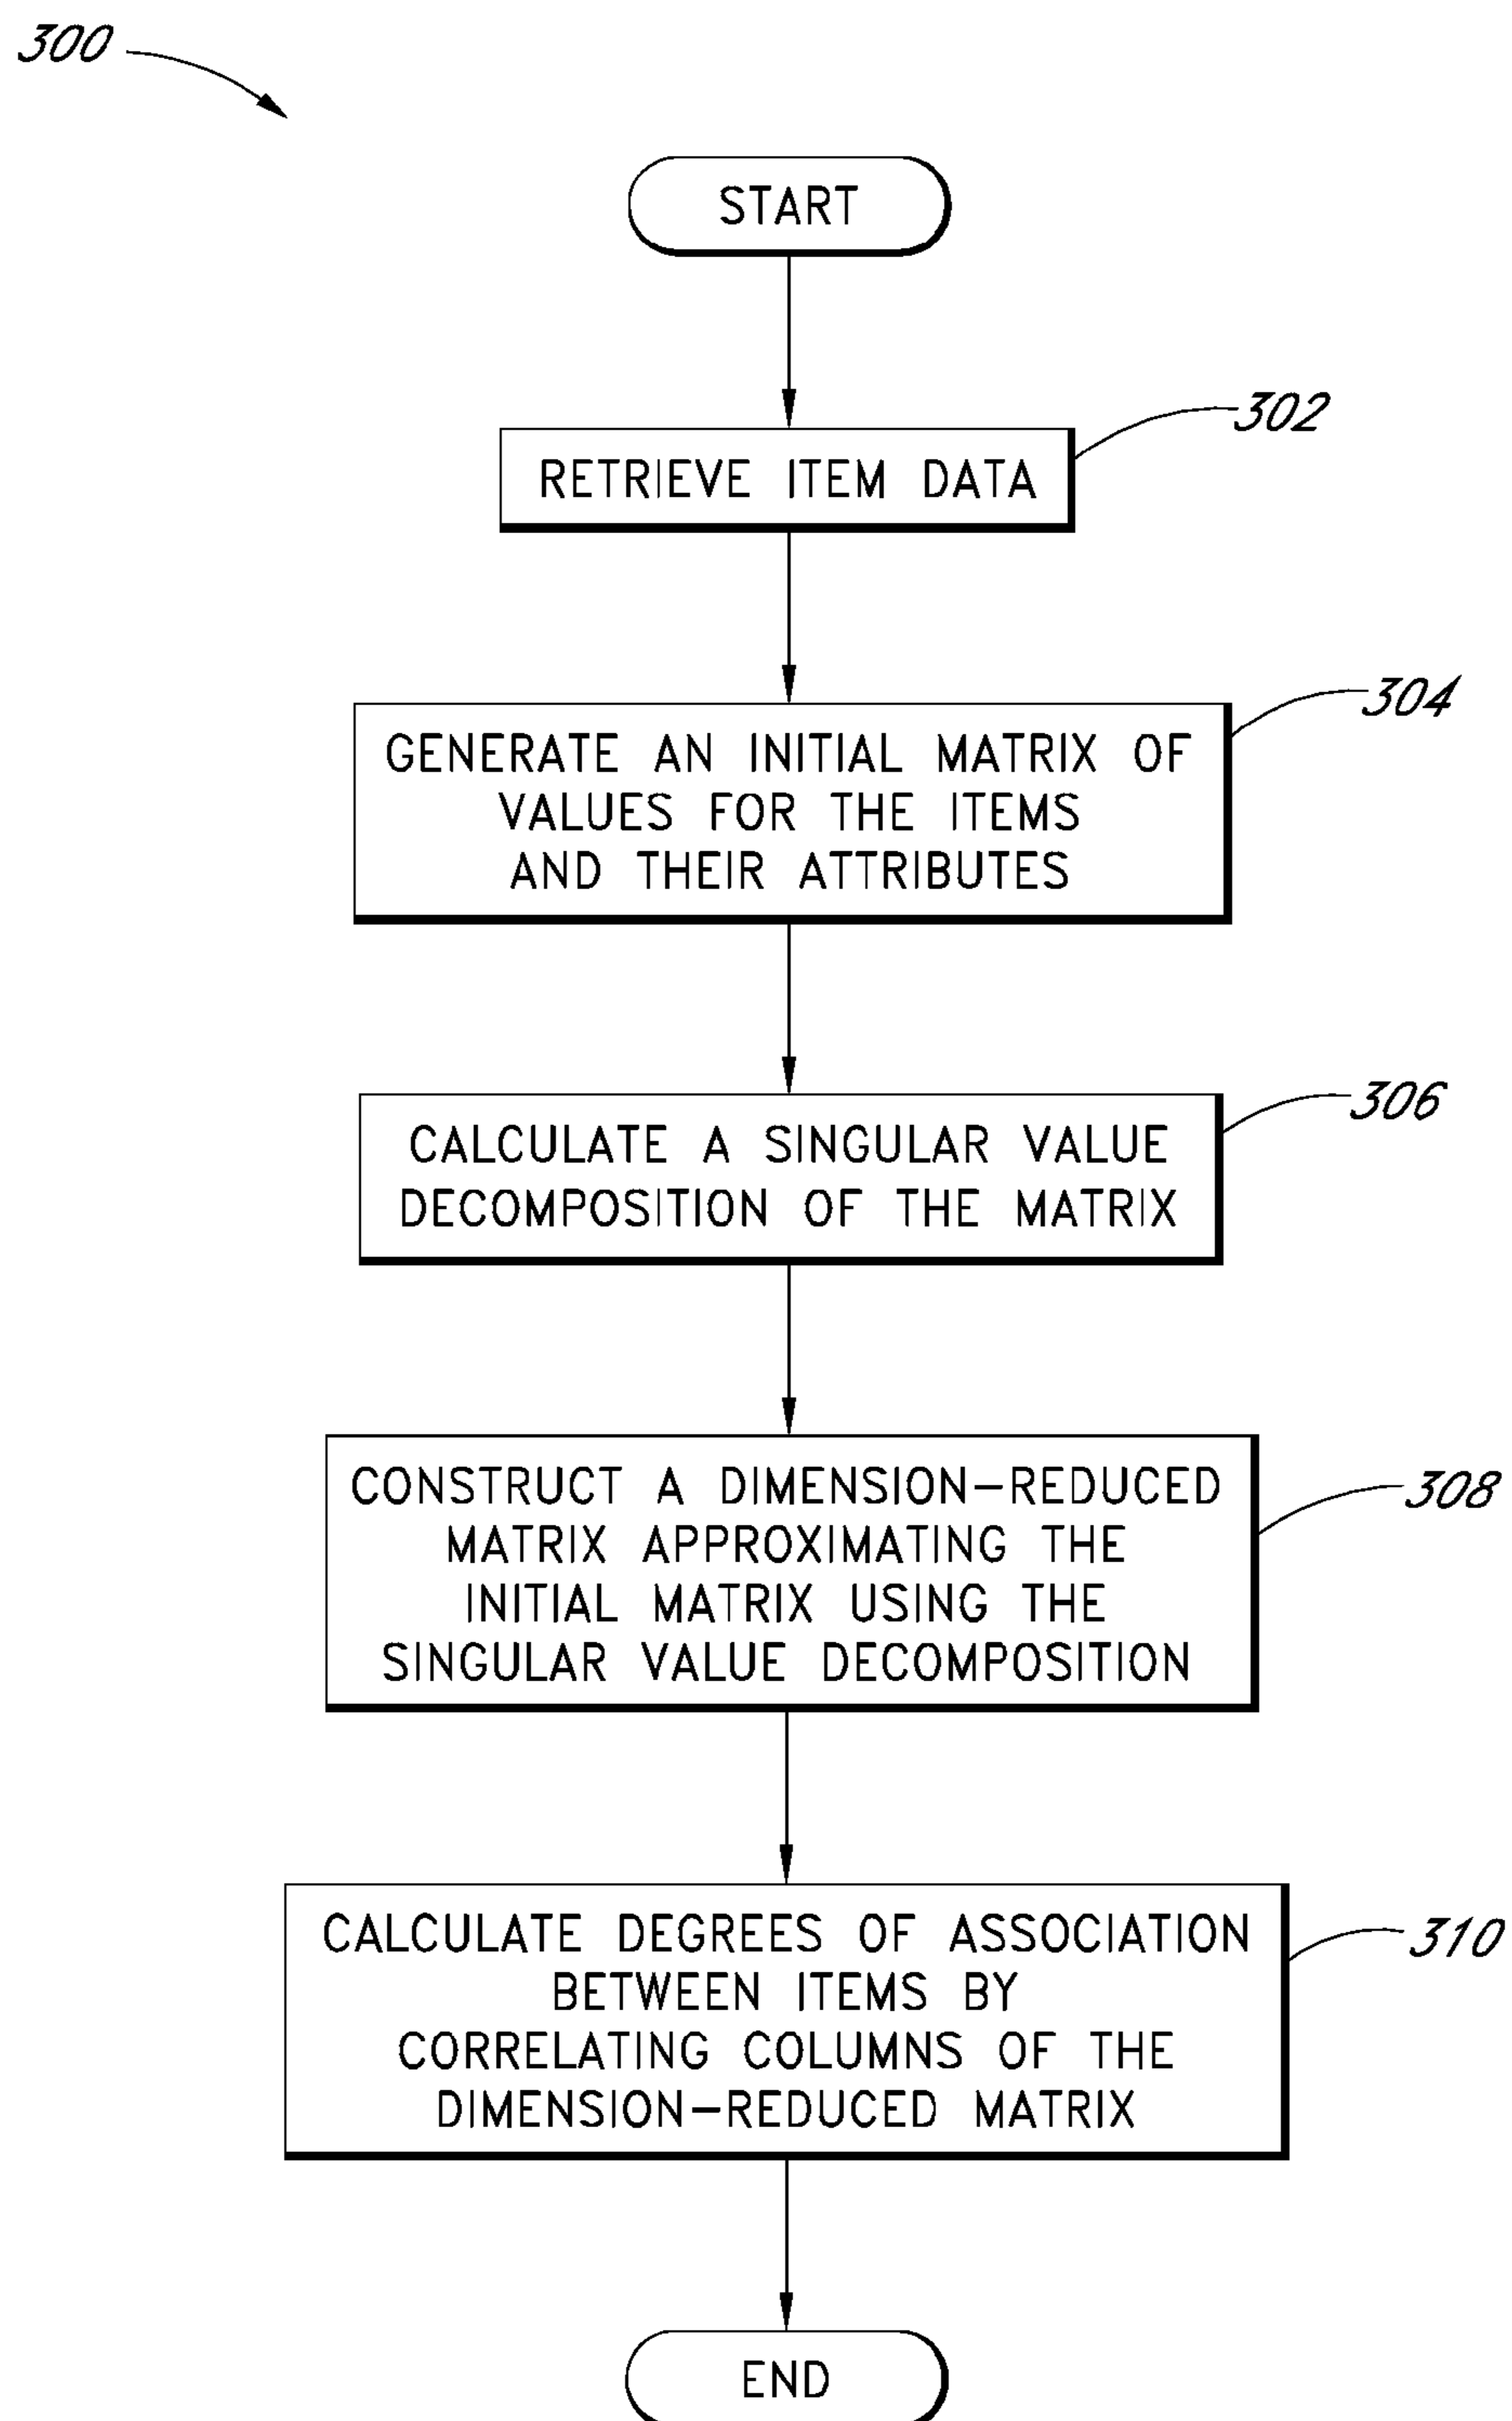 300
START
302
RETRIEVE ITEM DATA
304
GENERATE AN INITIAL MATRIX OF
VALUES FOR THE ITEMS
AND THEIR ATTRIBUTES
306
CALCULATE A SINGULAR VALUE
DECOMPOSITION OF THE MATRIX
308
CONSTRUCT A DIMENSION-REDUCED
MATRIX APPROXIMATING THE
INITIAL MATRIX USING THE
SINGULAR VALUE DECOMPOSITION
310
CALCULATE DEGREES OF ASSOCIATION
BETWEEN ITEMS BY
CORRELATING COLUMNS OF THE
DIMENSION-REDUCED MATRIX
END